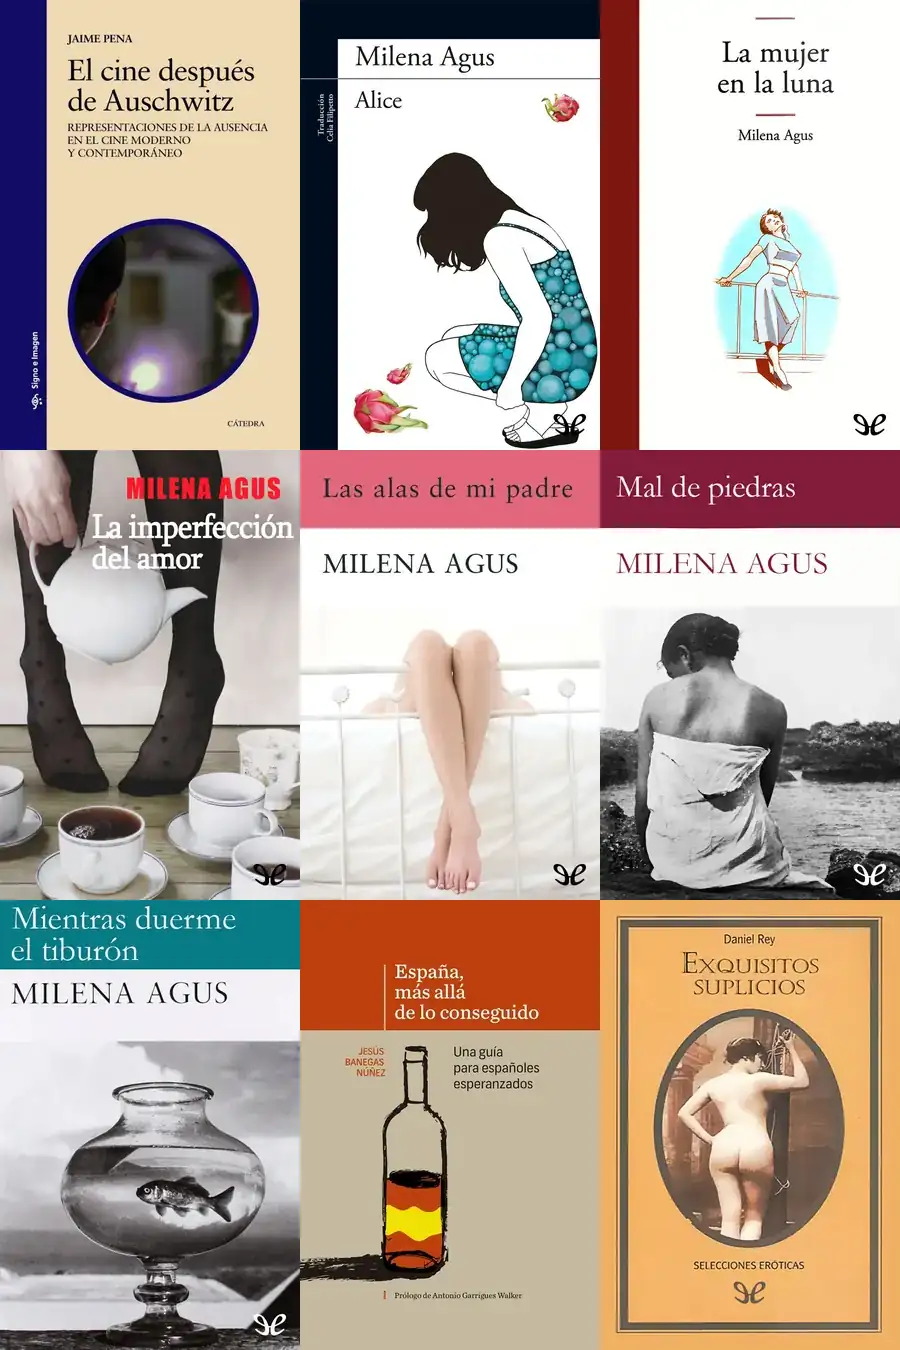 JAIME PENA
El cine después
de Auschwitz
REPRESENTACIONES DE LA AUSENCIA
EN EL CINE MODERNO
Y CONTEMPORÁNEO
Signo e Imagen
CÁTEDRA
Milena Agus
Alice
Traducción
Celia Filipetto
La mujer
en la luna
Milena Agus
MILENA AGUS
La imperfección
del amor
Las alas de mi padre
MILENA AGUS
Mal de piedras
MILENA AGUS
Mientras duerme
el tiburón
MILENA AGUS
España,
más allá
de lo conseguido
JESÚS
BANEGAS
NÚÑEZ
Una guía
para españoles
esperanzados
Prólogo de Antonio Garrigues Walker
Daniel Rey
EXQUISITOS
SUPLICIOS
SELECCIONES ERÓTICAS